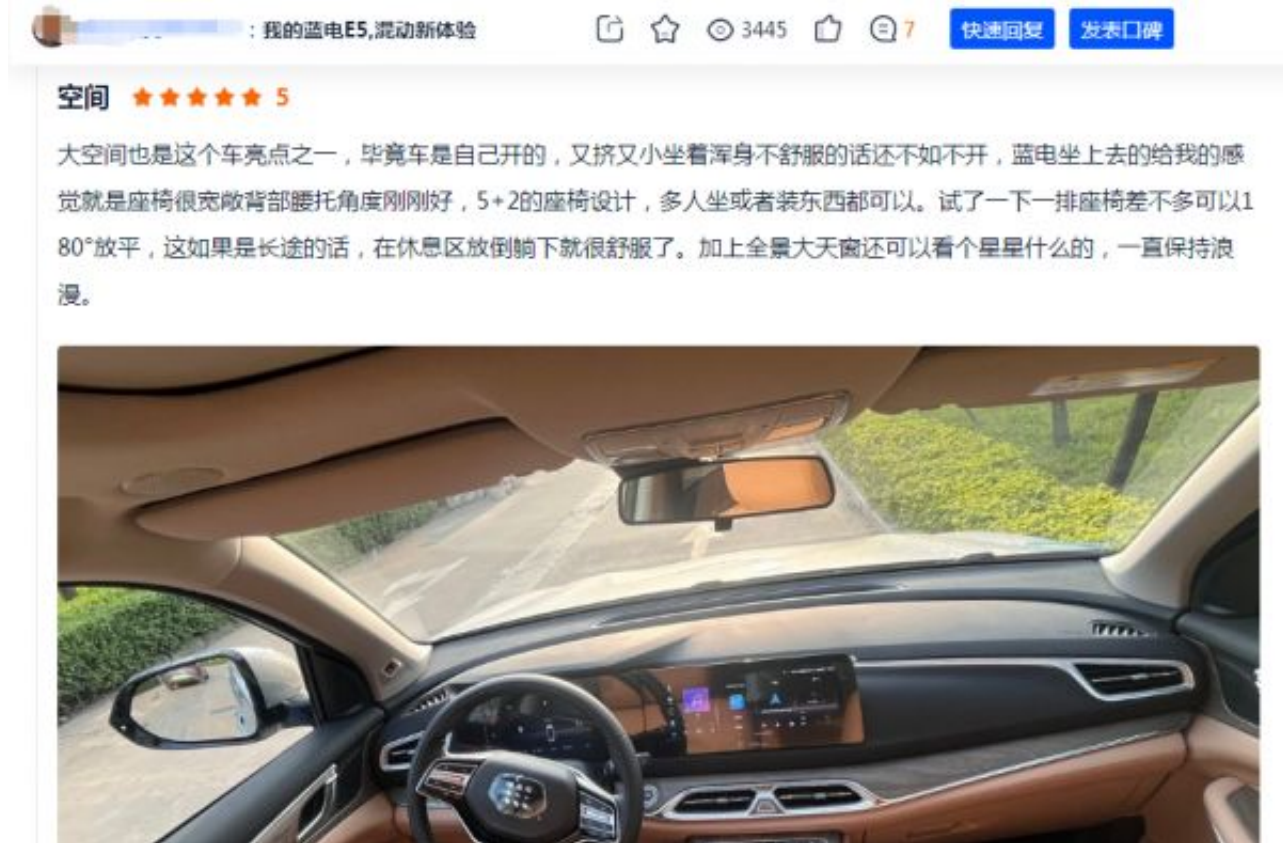 ：我的蓝电E5,混动新体验 3445 7 快速回复 发表口碑
空间 5
大空间也是这个车亮点之一，毕竟车是自己开的，又挤又小坐着浑身不舒服的话还不如不开，蓝电坐上去的给我的感
觉就是座椅很宽敞背部腰托角度刚刚好，5+2的座椅设计，多人坐或者装东西都可以。试了一下一排座椅差不多可以1
80°放平，这如果是长途的话，在休息区放倒躺下就很舒服了。加上全景大天窗还可以看个星星什么的，一直保持浪
漫。